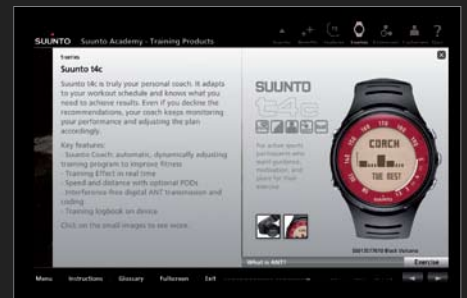 SUUNTO Suunto Academy - Training Products
t-series
Suunto t4c
Suunto t4c is truly your personal coach. It adapts
to your workout schedule and knows what you
need to achieve results. Even if you decline the
recommendations, your coach keeps monitoring
your performance and adjusting the plan
accordingly.
Key features:
- Suunto Coach: automatic, dynamically adjusting
training program to improve fitness
- Training Effect in real time
- Speed and distance with optional PODs
- Interference free digital ANT transmission and
coding
- Training logbook on device
Click on the small images to see more.
SUUNTO
t4c
For active sports
participants who
want guidance,
motivation, and
plans for their
exercise
COACH
THE BEST
SUUNTO
Black Volcano
What is ANT?
Exercise
Menu Instructions Glossary Fullscreen Exit